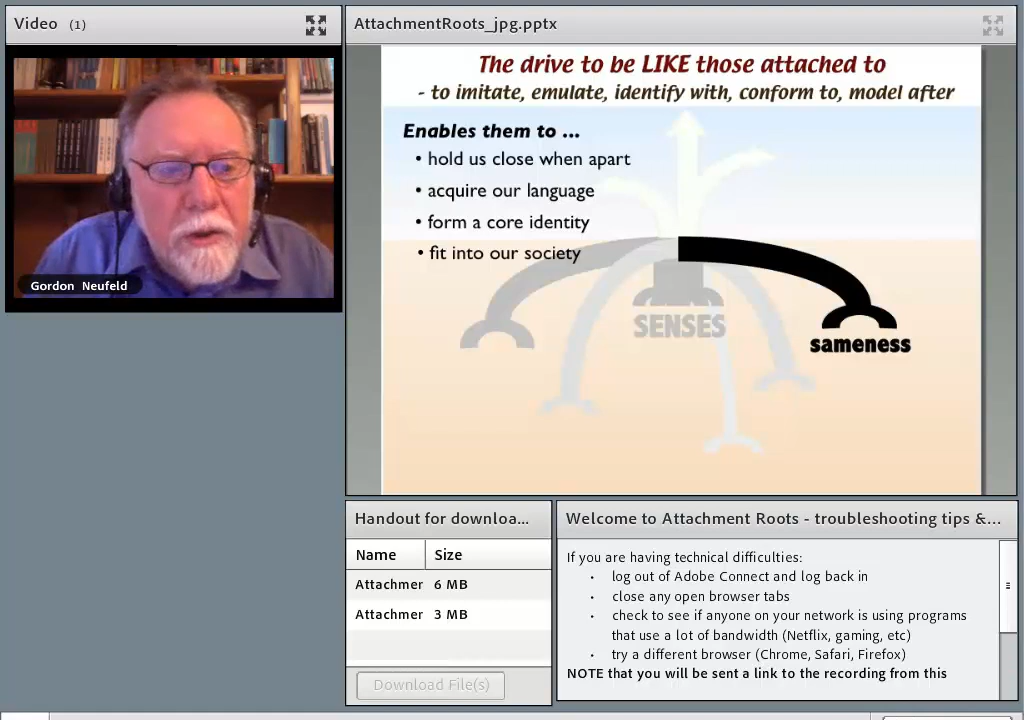 Video (1)
Gordon Neufeld
AttachmentRoots_jpg.pptx
The drive to be LIKE those attached to
- to imitate, emulate, identify with, conform to, model after
Enables them to ...
• hold us close when apart
• acquire our language
• form a core identity
• fit into our society
SENSES
sameness
Handout for downloa...
Name Size
Attachmer 6 MB
Attachmer 3 MB
Download File(s)
Welcome to Attachment Roots - troubleshooting tips &...
If you are having technical difficulties:
• log out of Adobe Connect and log back in
• close any open browser tabs
• check to see if anyone on your network is using programs
that use a lot of bandwidth (Netflix, gaming, etc)
• try a different browser (Chrome, Safari, Firefox)
NOTE that you will be sent a link to the recording from this